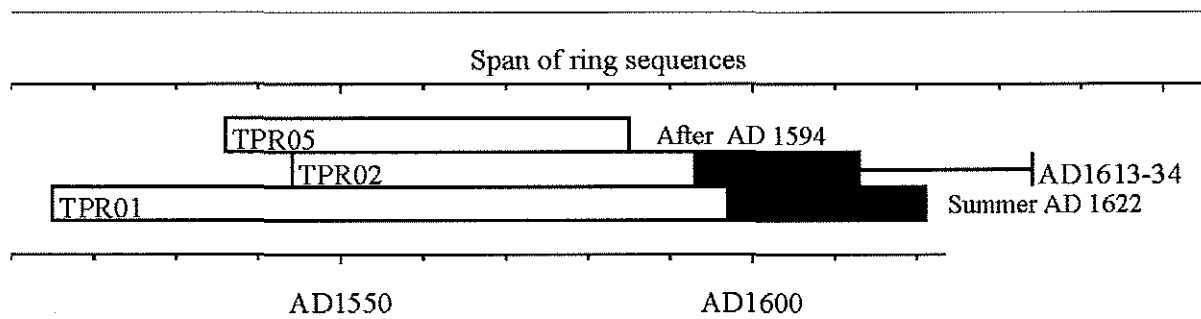 Span of ring sequences
TPR05 After AD 1594
TPR02 AD1613-34
TPR01 Summer AD 1622
AD1550 AD1600